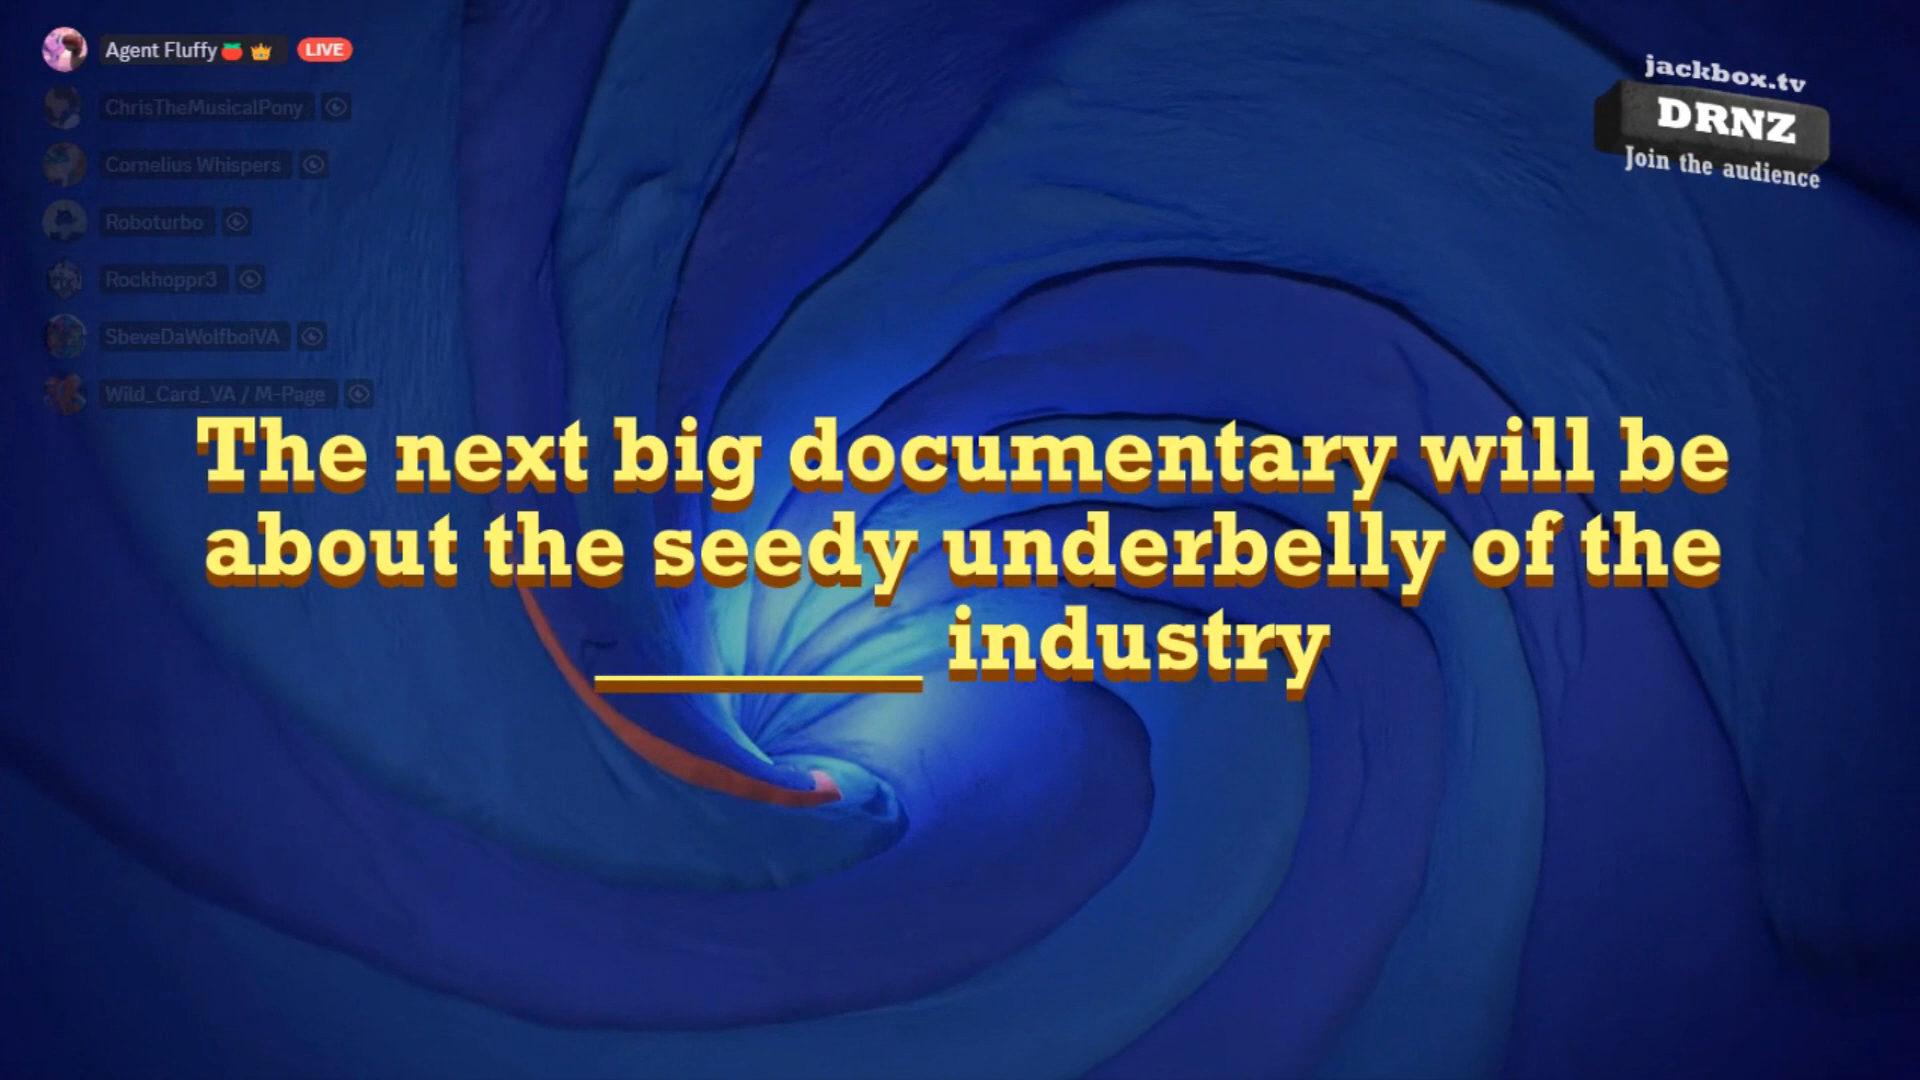 Agent Fluffy🍅👑 LIVE
ChrisTheMusicalPony
Cornelius Whispers
Roboturbo
Rockhoppr3
SbeveDaWolfboiVA
Wild_Card_VA / M-Page
jackbox.tv
DRNZ
Join the audience
The next big documentary will be
about the seedy underbelly of the
________ industry